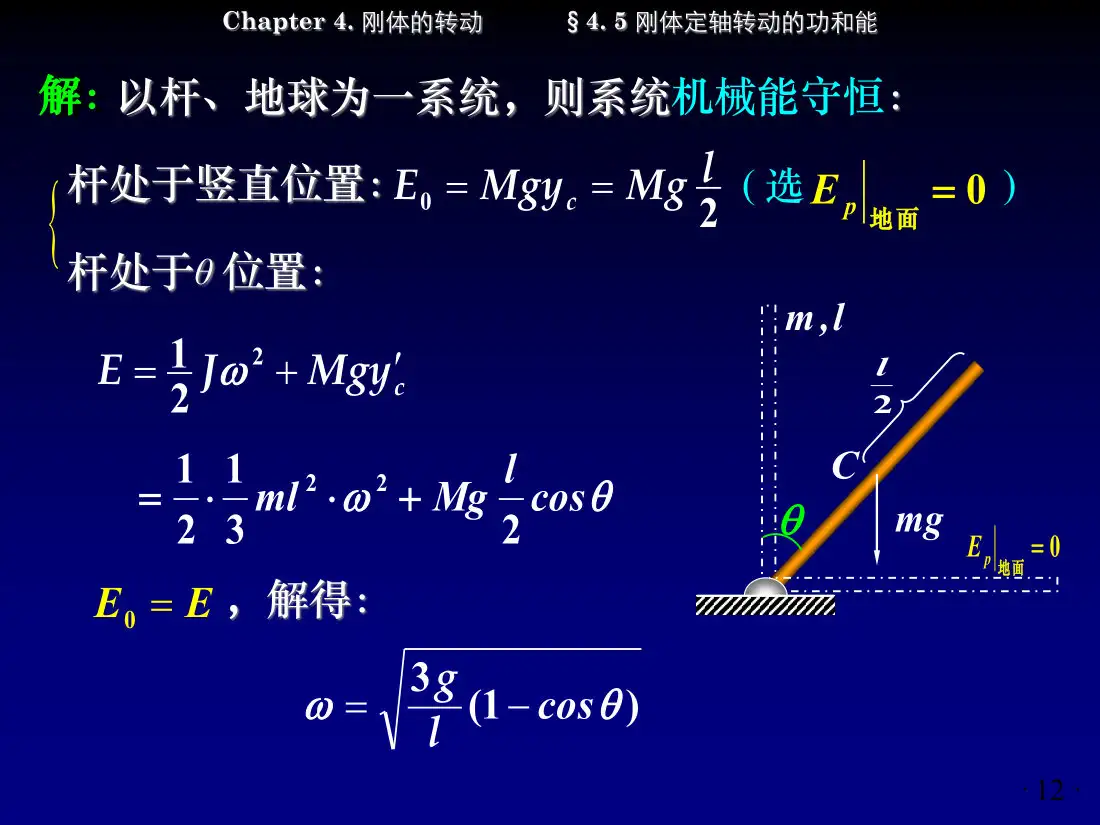 Chapter 4. 刚体的转动 §4. 5 刚体定轴转动的功和能
解：以杆、地球为一系统，则系统机械能守恒：
杆处于竖直位置：E₀ = Mgy_c = Mg l/2 （选 E_p|地面 = 0 ）
杆处于θ 位置：
E = 1/2 Jω² + Mgy′_c
= 1/2 · 1/3 ml² · ω² + Mg l/2 cosθ
E₀ = E ，解得：
ω = √(3g/l (1 − cosθ))
m , l
l/2
C
θ
mg
E_p|地面 = 0
· 12 ·